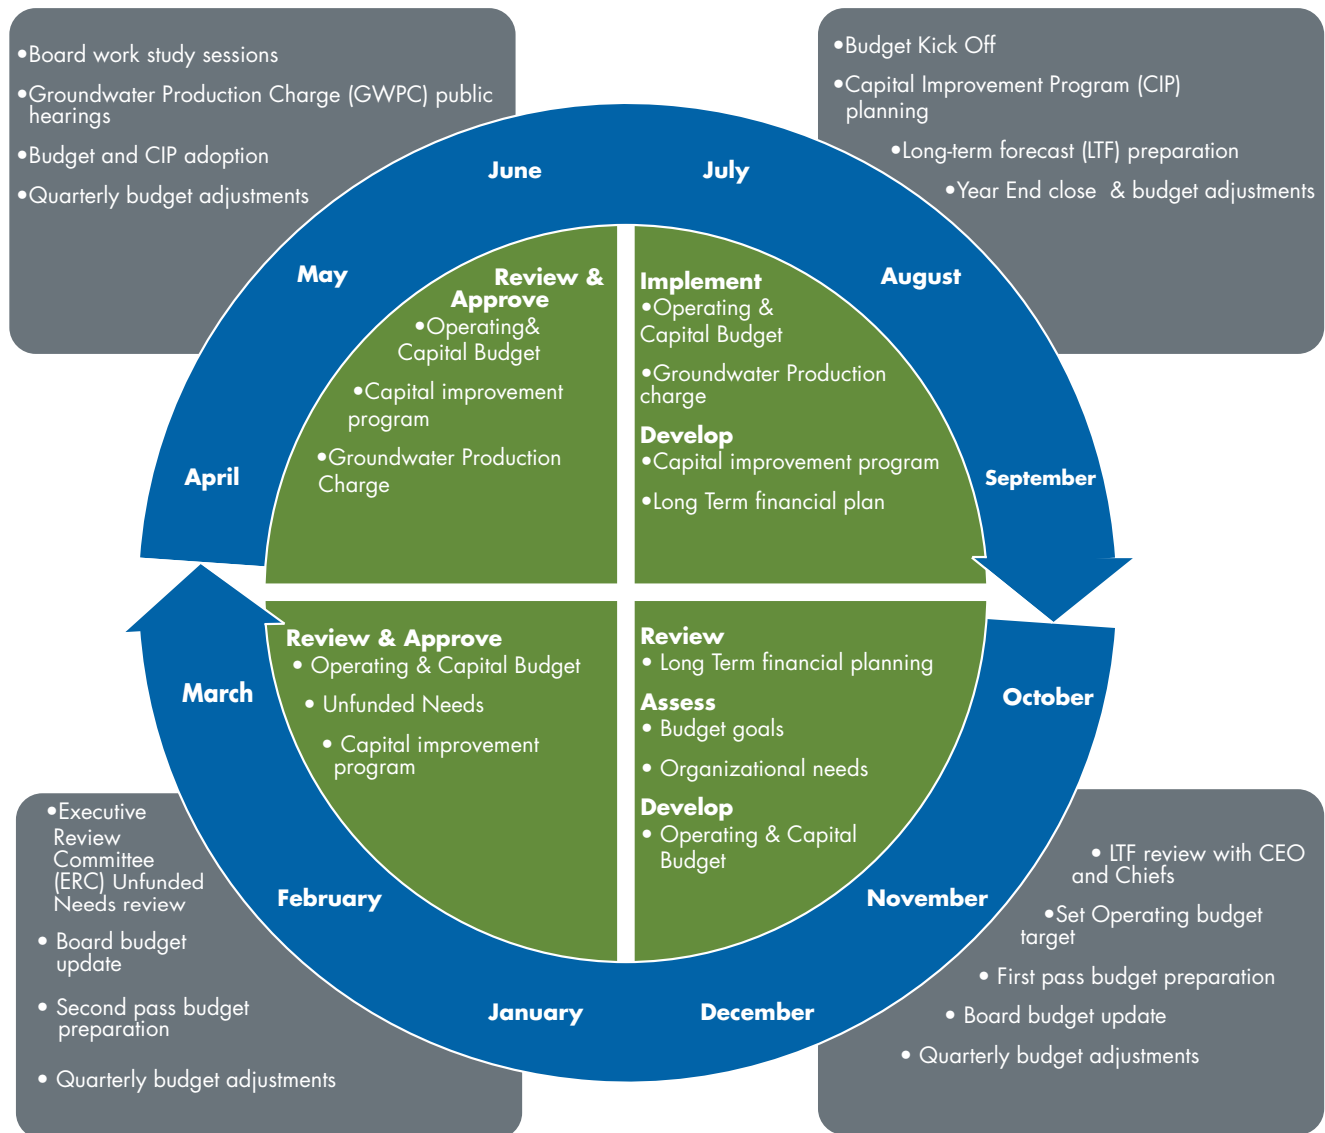 •Board work study sessions
•Groundwater Production Charge (GWPC) public
hearings
•Budget and CIP adoption
•Quarterly budget adjustments
•Budget Kick Off
•Capital Improvement Program (CIP)
planning
•Long-term forecast (LTF) preparation
•Year End close & budget adjustments
June
July
May
August
April
September
March
October
February
November
January
December
Review &
Approve
•Operating&
Capital Budget
•Capital improvement
program
•Groundwater Production
Charge
Implement
•Operating &
Capital Budget
•Groundwater Production
charge
Develop
•Capital improvement program
•Long Term financial plan
Review & Approve
• Operating & Capital Budget
• Unfunded Needs
• Capital improvement
program
Review
• Long Term financial planning
Assess
• Budget goals
• Organizational needs
Develop
• Operating & Capital
Budget
•Executive
Review
Committee
(ERC) Unfunded
Needs review
• Board budget
update
• Second pass budget
preparation
• Quarterly budget adjustments
• LTF review with CEO
and Chiefs
•Set Operating budget
target
• First pass budget preparation
• Board budget update
• Quarterly budget adjustments